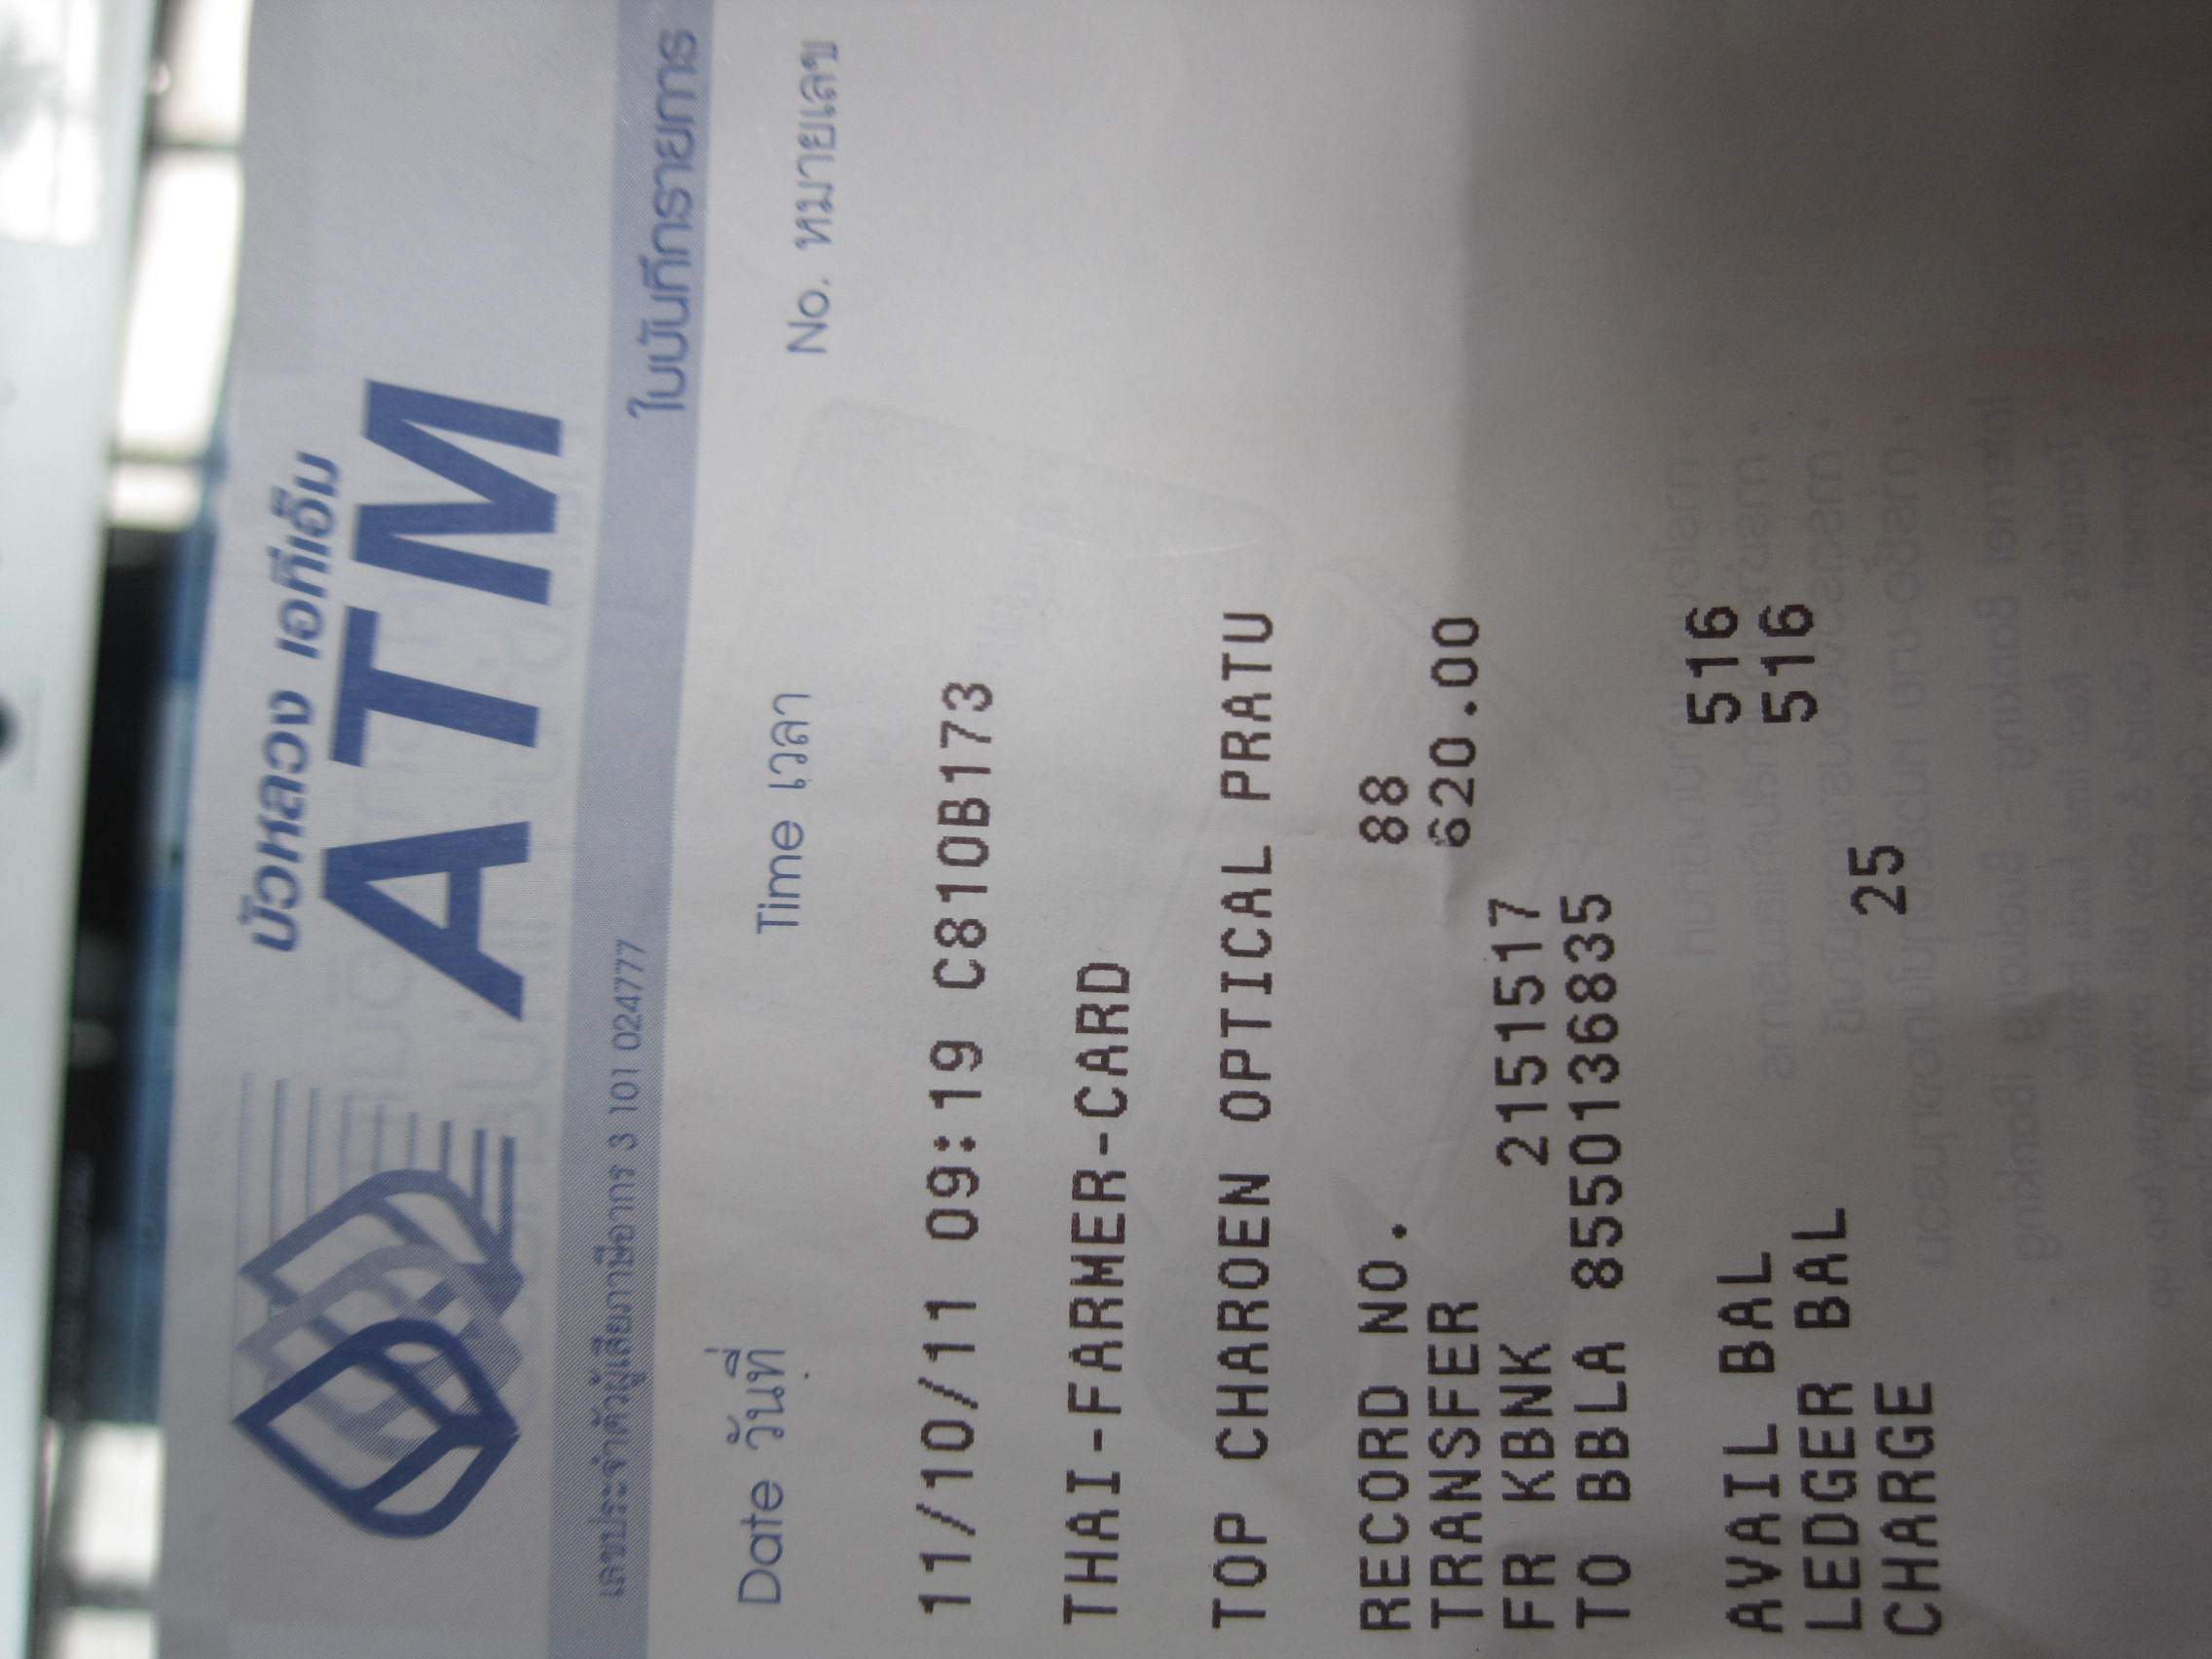 บัวหลวง เอทีเอ็ม
ATM
เลขประจำตัวผู้เสียภาษีอากร 3 101 024777
ใบบันทึกรายการ
Date วันที่ Time เวลา No. หมายเลข
11/10/11 09:19 C810B173
THAI-FARMER-CARD
TOP CHAROEN OPTICAL PRATU
RECORD NO. 88
TRANSFER 620.00
FR KBNK 2151517
TO BBLA 8550136835
AVAIL BAL 516
LEDGER BAL 516
CHARGE 25